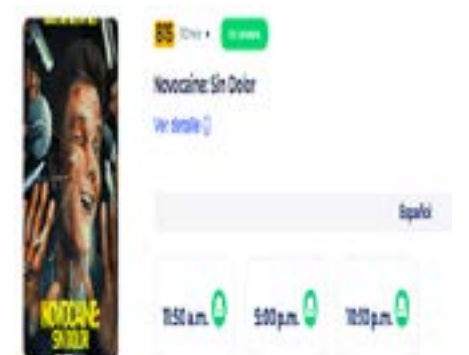 B15
Novocaine: Sin Dolor
Ver detalle
Español
11:50 a.m. 5:00 p.m. 10:10 p.m.
NOVOCAINE:
SIN DOLOR